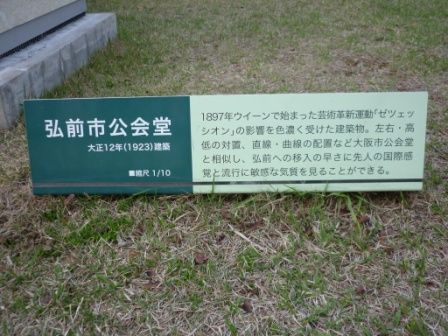 弘前市公会堂
大正12年(1923)建築
■縮尺 1/10
1897年ウイーンで始まった芸術革新運動「ゼツェッ
シオン」の影響を色濃く受けた建築物。左右・高
低の対置、直線・曲線の配置など大阪市公会堂
と相似し、弘前への移入の早さに先人の国際感
覚と流行に敏感な気質を見ることができる。